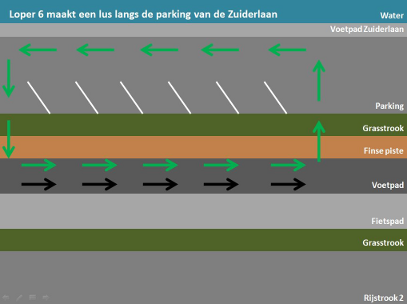 Loper 6 maakt een lus langs de parking van de Zuiderlaan
Water
Voetpad Zuiderlaan
Parking
Grasstrook
Finse piste
Voetpad
Fietspad
Grasstrook
Rijstrook 2